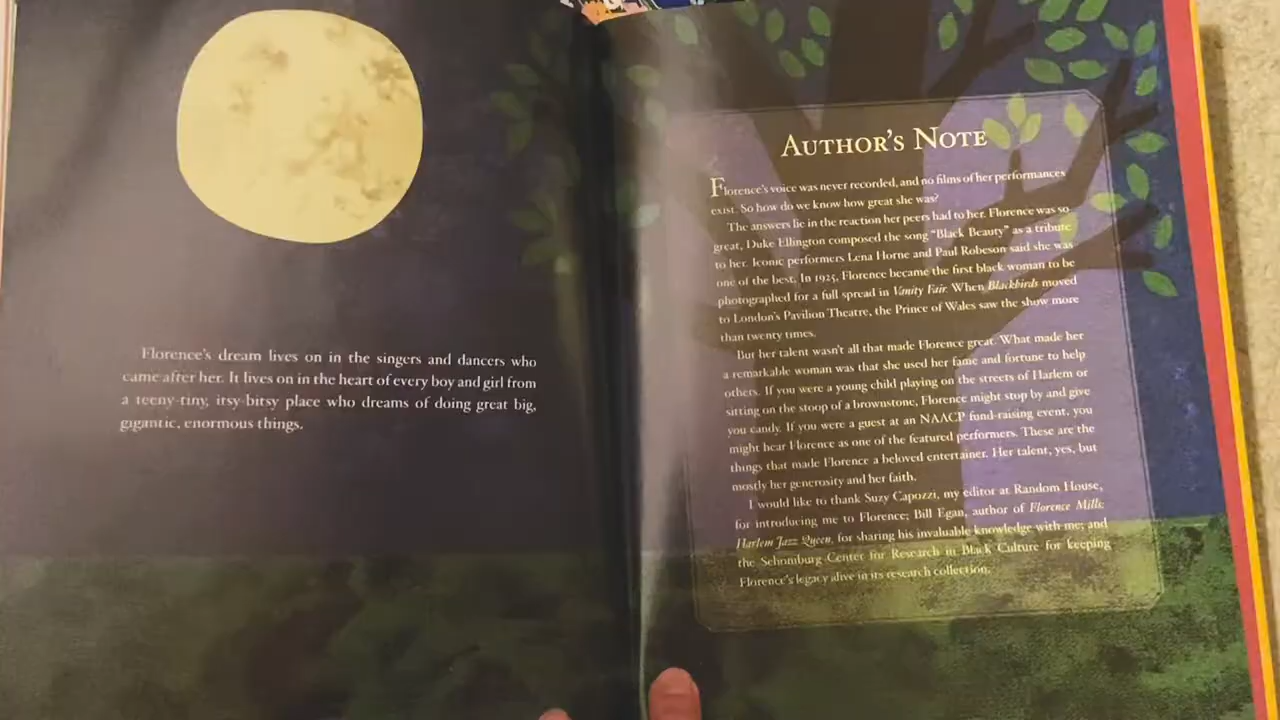 Florence's dream lives on in the singers and dancers who
came after her. It lives on in the heart of every boy and girl from
a teeny-tiny, itsy-bitsy place who dreams of doing great big,
gigantic, enormous things.
AUTHOR'S NOTE
Florence's voice was never recorded, and no films of her performances
exist. So how do we know how great she was?
The answers lie in the reaction her peers had to her. Florence was so
great, Duke Ellington composed the song "Black Beauty" as a tribute
to her. Iconic performers Lena Horne and Paul Robeson said she was
one of the best. In 1925, Florence became the first black woman to be
photographed for a full spread in Vanity Fair. When Blackbirds moved
to London's Pavilion Theatre, the Prince of Wales saw the show more
than twenty times.
But her talent wasn't all that made Florence great. What made her
a remarkable woman was that she used her fame and fortune to help
others. If you were a young child playing on the streets of Harlem or
sitting on the stoop of a brownstone, Florence might stop by and give
you candy. If you were a guest at an NAACP fund-raising event, you
might hear Florence as one of the featured performers. These are the
things that made Florence a beloved entertainer. Her talent, yes, but
mostly her generosity and her faith.
I would like to thank Suzy Capozzi, my editor at Random House,
for introducing me to Florence; Bill Egan, author of Florence Mills:
Harlem Jazz Queen, for sharing his invaluable knowledge with me; and
the Schomburg Center for Research in Black Culture for keeping
Florence's legacy alive in its research collection.